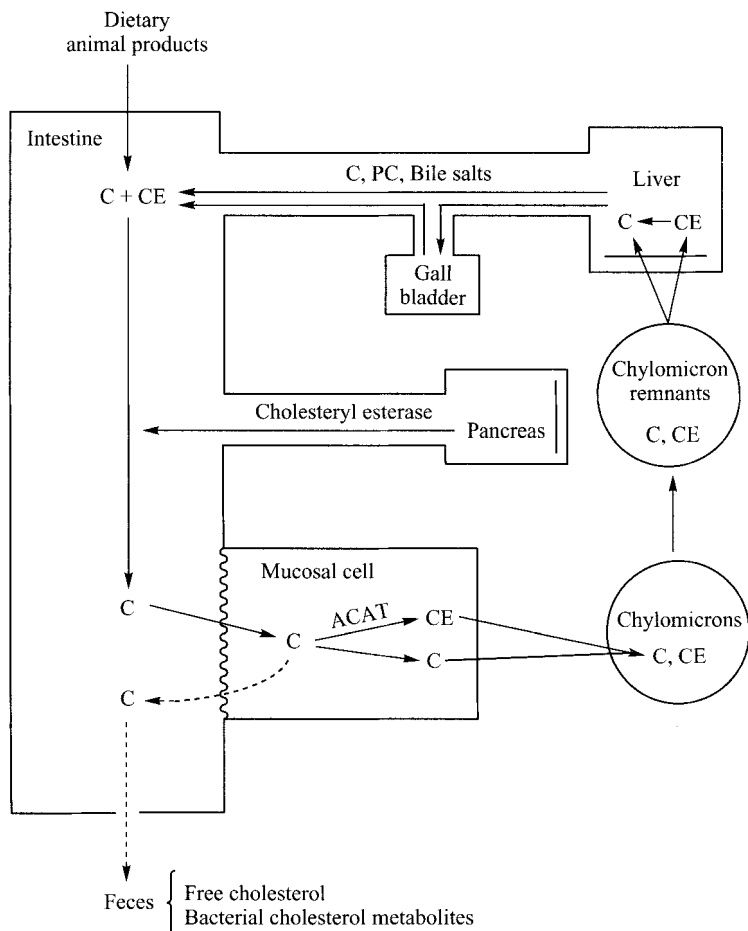 Dietary
animal products
Intestine
C + CE
C, PC, Bile salts
Liver
C
CE
Gall
bladder
Chylomicron
remnants
C, CE
Cholesteryl esterase
Pancreas
Mucosal cell
C
C
ACAT
CE
C
Chylomicrons
C, CE
C
Feces
Free cholesterol
Bacterial cholesterol metabolites